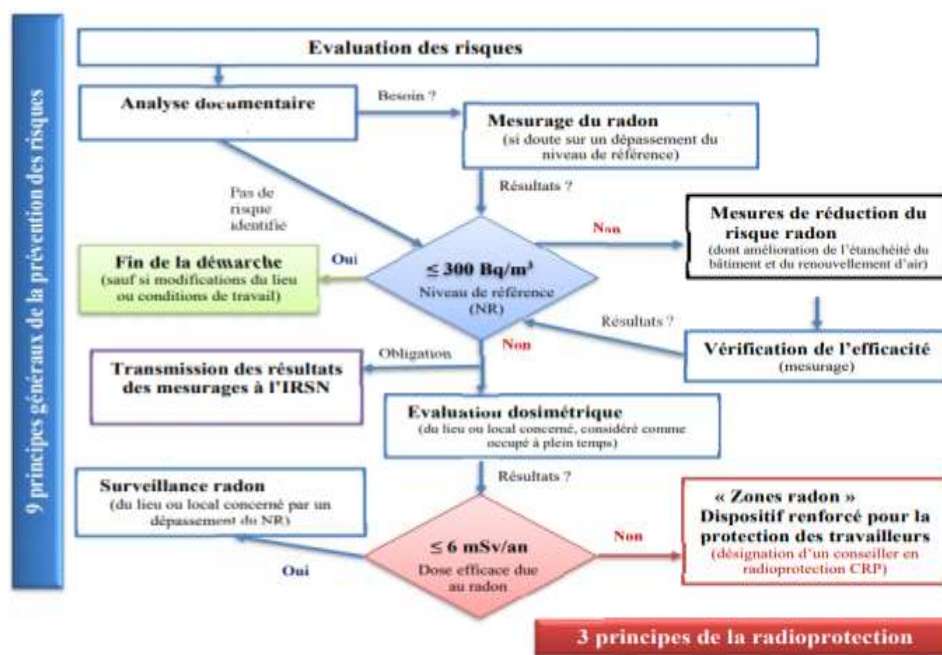 9 principes généraux de la prévention des risques
Evaluation des risques
Analyse documentaire
Besoin ?
Mesurage du radon
(si doute sur un dépassement du
niveau de référence)
Pas de
risque
identifié
Résultats ?
Non
Mesures de réduction du
risque radon
(dont amélioration de l'étanchéité du
bâtiment et du renouvellement d'air)
Fin de la démarche
(sauf si modifications du lieu
ou conditions de travail)
Oui
≤ 300 Bq/m³
Niveau de référence
(NR)
Résultats ?
Vérification de l'efficacité
(mesurage)
Obligation
Non
Transmission des résultats
des mesurages à l'IRSN
Evaluation dosimétrique
(du lieu ou local concerné, considéré comme
occupé à plein temps)
Résultats ?
Surveillance radon
(du lieu ou local concerné par un
dépassement du NR)
Oui
≤ 6 mSv/an
Dose efficace due
au radon
Non
« Zones radon »
Dispositif renforcé pour la
protection des travailleurs
(désignation d'un conseiller en
radioprotection CRP)
3 principes de la radioprotection